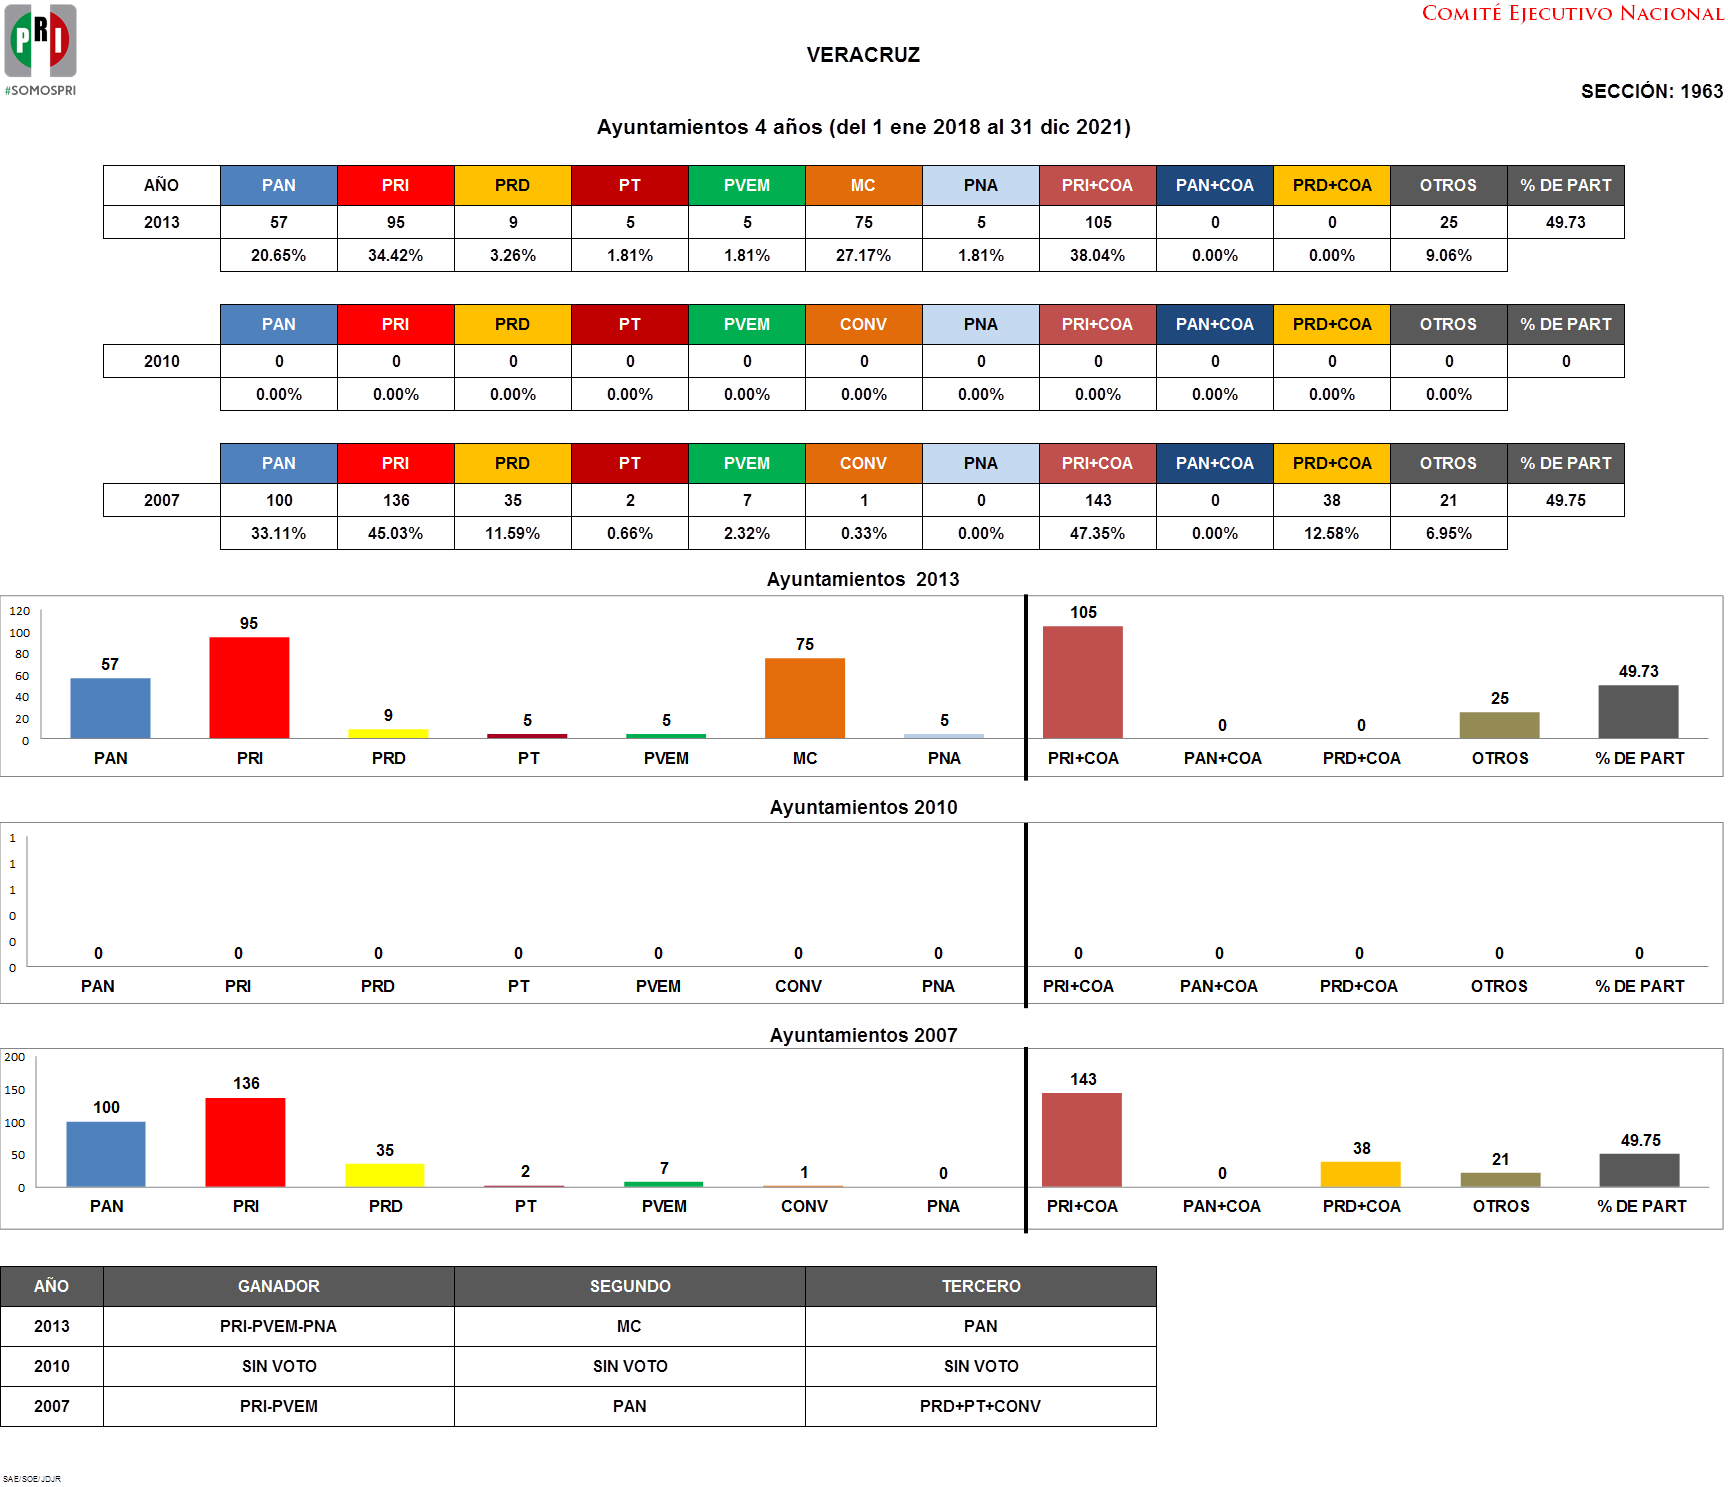 PRI
#SOMOSPRI
COMITÉ EJECUTIVO NACIONAL
VERACRUZ
SECCIÓN: 1963
Ayuntamientos 4 años (del 1 ene 2018 al 31 dic 2021)
AÑO PAN PRI PRD PT PVEM MC PNA PRI+COA PAN+COA PRD+COA OTROS % DE PART
2013 57 95 9 5 5 75 5 105 0 0 25 49.73
20.65% 34.42% 3.26% 1.81% 1.81% 27.17% 1.81% 38.04% 0.00% 0.00% 9.06%
PAN PRI PRD PT PVEM CONV PNA PRI+COA PAN+COA PRD+COA OTROS % DE PART
2010 0 0 0 0 0 0 0 0 0 0 0 0
0.00% 0.00% 0.00% 0.00% 0.00% 0.00% 0.00% 0.00% 0.00% 0.00% 0.00%
PAN PRI PRD PT PVEM CONV PNA PRI+COA PAN+COA PRD+COA OTROS % DE PART
2007 100 136 35 2 7 1 0 143 0 38 21 49.75
33.11% 45.03% 11.59% 0.66% 2.32% 0.33% 0.00% 47.35% 0.00% 12.58% 6.95%
Ayuntamientos 2013
120
100
80
60
40
20
0
57 95 9 5 5 75 5 105 0 0 25 49.73
PAN PRI PRD PT PVEM MC PNA PRI+COA PAN+COA PRD+COA OTROS % DE PART
Ayuntamientos 2010
1
1
1
0
0
0
0 0 0 0 0 0 0 0 0 0 0 0
PAN PRI PRD PT PVEM CONV PNA PRI+COA PAN+COA PRD+COA OTROS % DE PART
Ayuntamientos 2007
200
150
100
50
0
100 136 35 2 7 1 0 143 0 38 21 49.75
PAN PRI PRD PT PVEM CONV PNA PRI+COA PAN+COA PRD+COA OTROS % DE PART
AÑO GANADOR SEGUNDO TERCERO
2013 PRI-PVEM-PNA MC PAN
2010 SIN VOTO SIN VOTO SIN VOTO
2007 PRI-PVEM PAN PRD+PT+CONV
SAE/SOE/JDJR